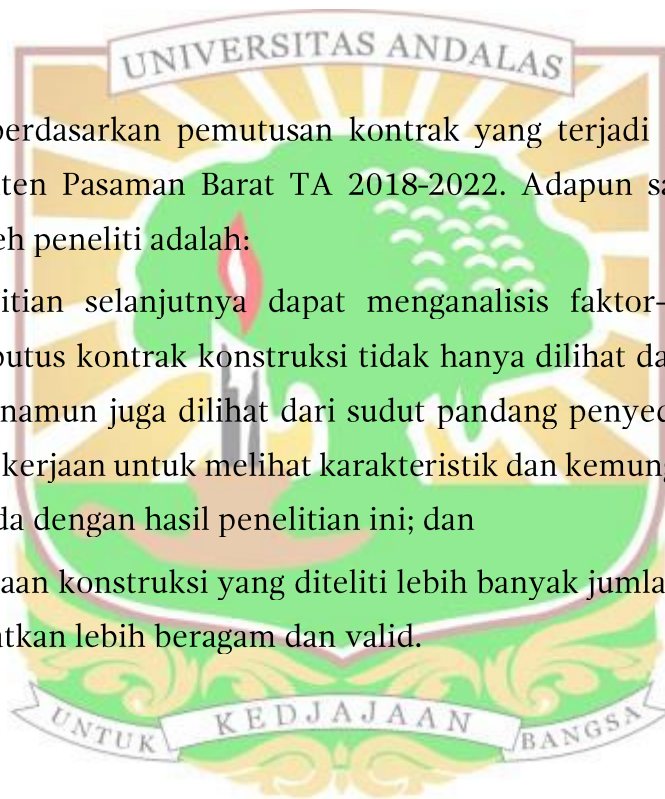 UNIVERSITAS ANDALAS
berdasarkan pemutusan kontrak yang terjadi
ten Pasaman Barat TA 2018-2022. Adapun sa
eh peneliti adalah:
itian selanjutnya dapat menganalisis faktor-
putus kontrak konstruksi tidak hanya dilihat da
namun juga dilihat dari sudut pandang penyed
kerjaan untuk melihat karakteristik dan kemung
da dengan hasil penelitian ini; dan
aan konstruksi yang diteliti lebih banyak jumla
atkan lebih beragam dan valid.
UNTUK KEDJAJAAN BANGSA